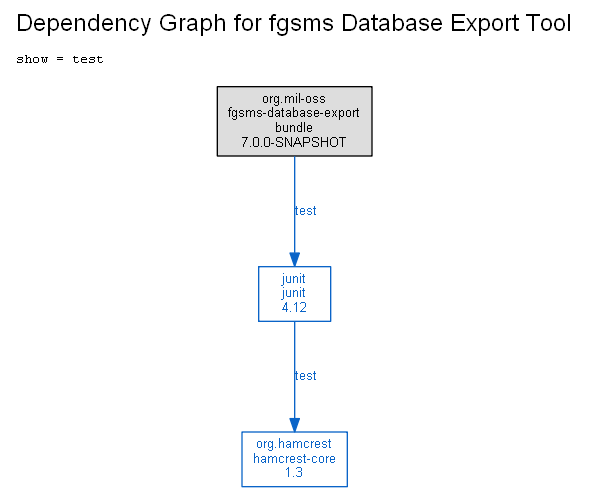 Dependency Graph for fgsms Database Export Tool
show = test
org.mil-oss
fgsms-database-export
bundle
7.0.0-SNAPSHOT
test
junit
junit
4.12
test
org.hamcrest
hamcrest-core
1.3